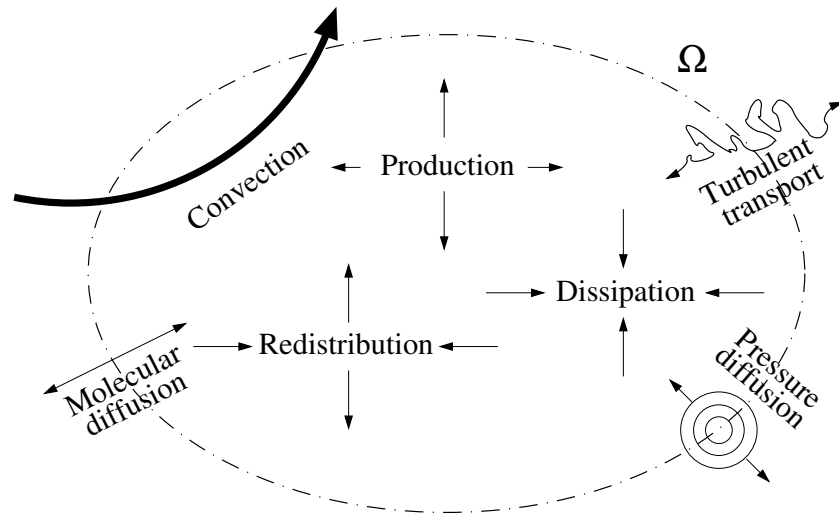 Ω
Convection
Production
Turbulent
transport
Dissipation
Redistribution
Molecular
diffusion
Pressure
diffusion